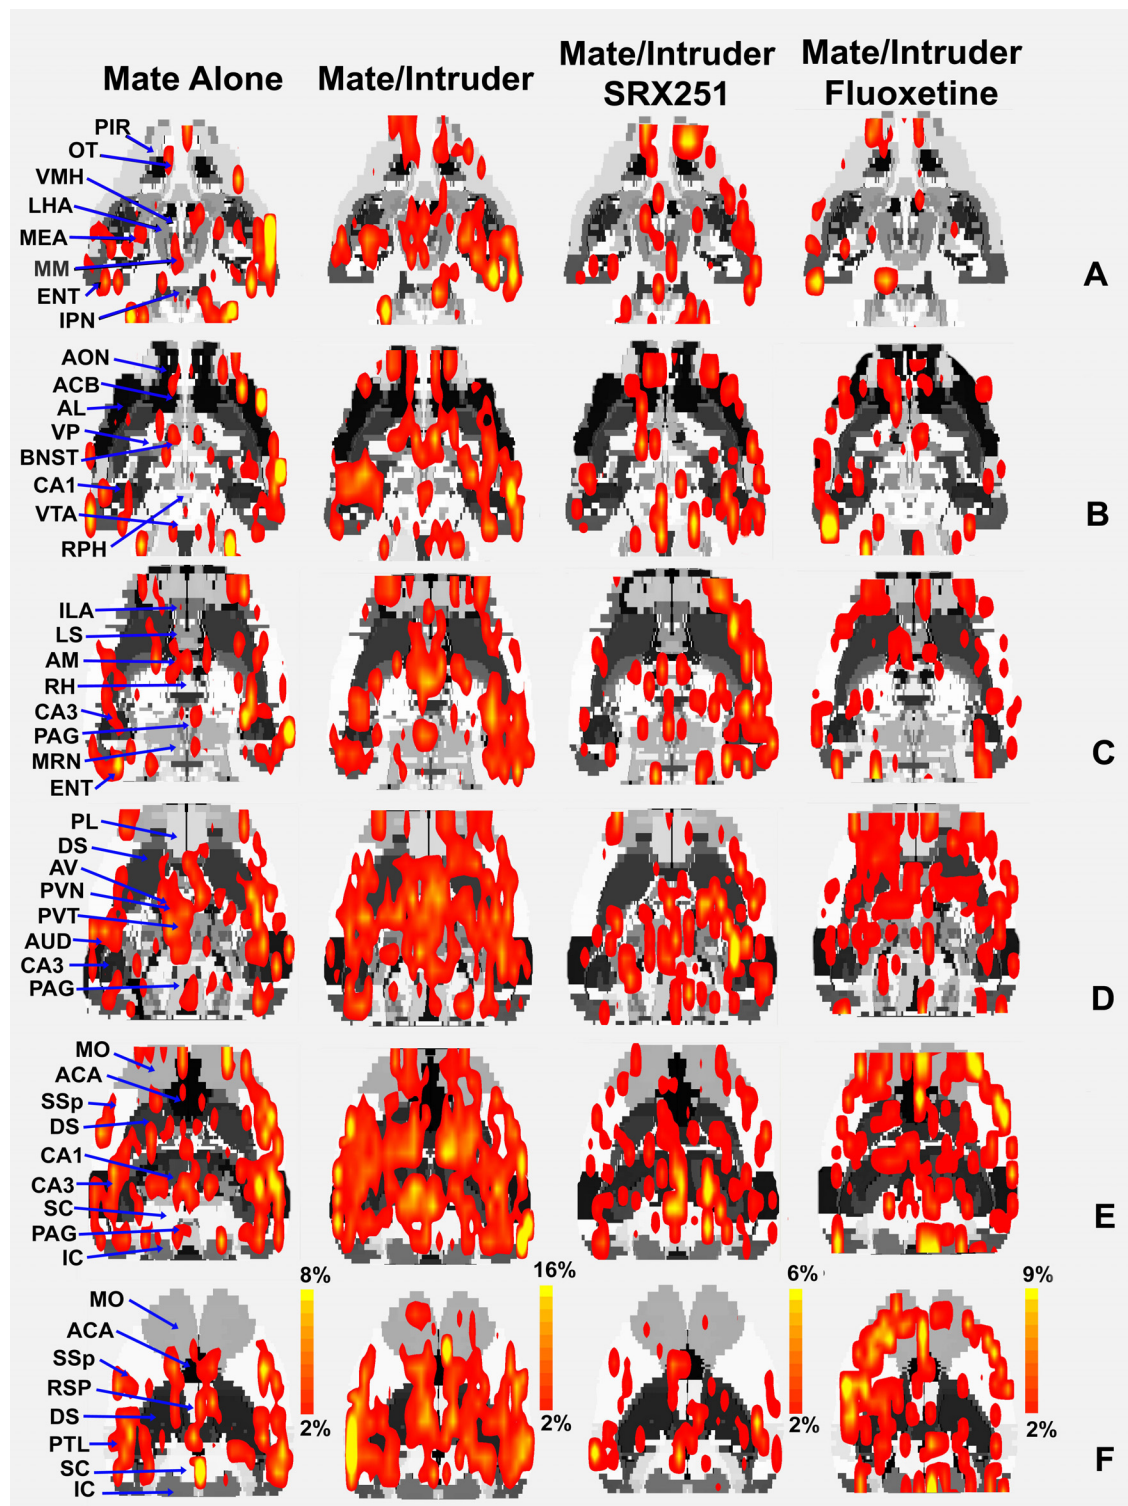 Mate Alone
Mate/Intruder
Mate/Intruder
SRX251
Mate/Intruder
Fluoxetine
PIR
OT
VMH
LHA
MEA
MM
ENT
IPN
A
AON
ACB
AL
VP
BNST
CA1
VTA
RPH
B
ILA
LS
AM
RH
CA3
PAG
MRN
ENT
C
PL
DS
AV
PVN
PVT
AUD
CA3
PAG
D
MO
ACA
SSp
DS
CA1
CA3
SC
PAG
IC
E
8%
2%
16%
2%
6%
2%
9%
2%
MO
ACA
SSp
RSP
DS
PTL
SC
IC
F